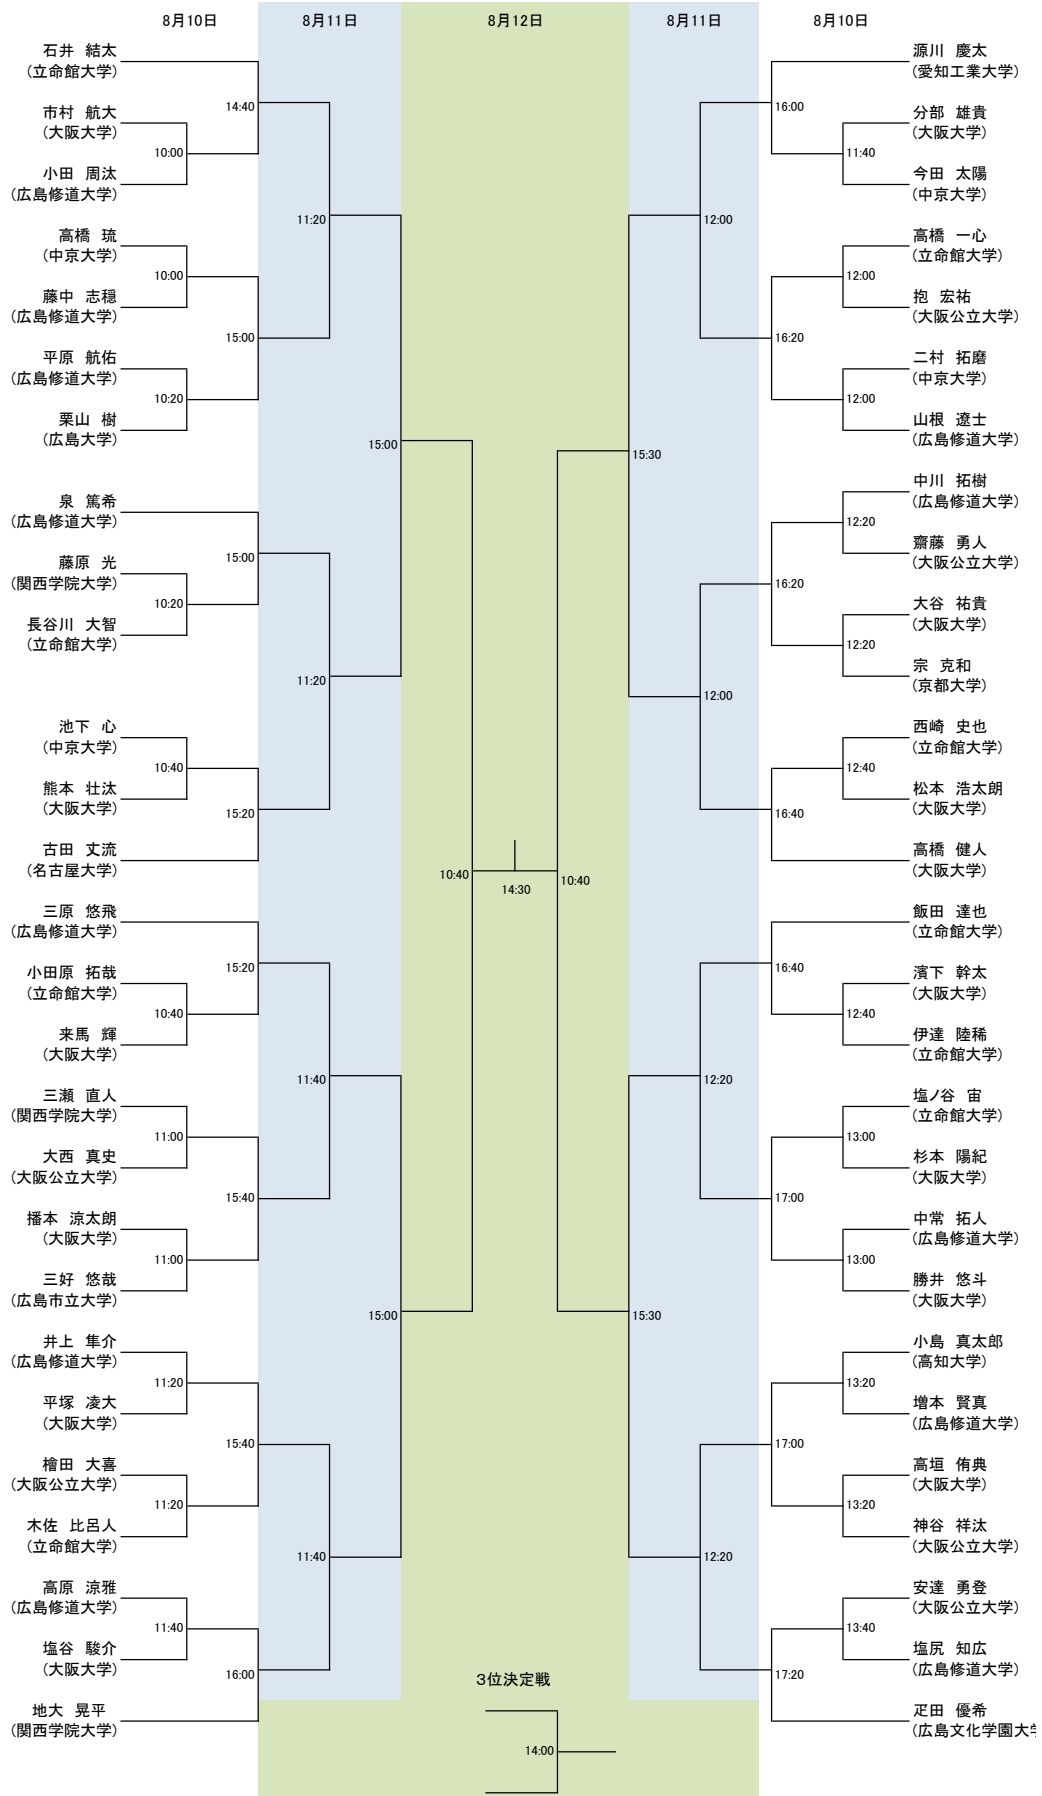 8月10日
8月11日
8月12日
8月11日
8月10日
石井 結太
(立命館大学)
14:40
市村 航大
(大阪大学)
10:00
小田 周汰
(広島修道大学)
11:20
高橋 琉
(中京大学)
10:00
藤中 志穏
(広島修道大学)
15:00
平原 航佑
(広島修道大学)
10:20
栗山 樹
(広島大学)
15:00
泉 篤希
(広島修道大学)
15:00
藤原 光
(関西学院大学)
10:20
長谷川 大智
(立命館大学)
11:20
池下 心
(中京大学)
10:40
熊本 壮汰
(大阪大学)
15:20
古田 丈流
(名古屋大学)
10:40
三原 悠飛
(広島修道大学)
15:20
小田原 拓哉
(立命館大学)
10:40
来馬 輝
(大阪大学)
11:40
三瀬 直人
(関西学院大学)
11:00
大西 真史
(大阪公立大学)
15:40
播本 涼太朗
(大阪大学)
11:00
三好 悠哉
(広島市立大学)
15:00
井上 隼介
(広島修道大学)
11:20
平塚 凌大
(大阪大学)
15:40
檜田 大喜
(大阪公立大学)
11:20
木佐 比呂人
(立命館大学)
11:40
高原 涼雅
(広島修道大学)
11:40
塩谷 駿介
(大阪大学)
16:00
地大 晃平
(関西学院大学)
14:30
3位決定戦
14:00
源川 慶太
(愛知工業大学)
16:00
分部 雄貴
(大阪大学)
11:40
今田 太陽
(中京大学)
12:00
高橋 一心
(立命館大学)
12:00
抱 宏祐
(大阪公立大学)
16:20
二村 拓磨
(中京大学)
12:00
山根 遼士
(広島修道大学)
15:30
中川 拓樹
(広島修道大学)
12:20
齋藤 勇人
(大阪公立大学)
16:20
大谷 祐貴
(大阪大学)
12:20
宗 克和
(京都大学)
12:00
西崎 史也
(立命館大学)
12:40
松本 浩太朗
(大阪大学)
16:40
高橋 健人
(大阪大学)
10:40
飯田 達也
(立命館大学)
16:40
濱下 幹太
(大阪大学)
12:40
伊達 陸稀
(立命館大学)
12:20
塩ノ谷 宙
(立命館大学)
13:00
杉本 陽紀
(大阪大学)
17:00
中常 拓人
(広島修道大学)
13:00
勝井 悠斗
(大阪大学)
15:30
小島 真太郎
(高知大学)
13:20
増本 賢真
(広島修道大学)
17:00
高垣 侑典
(大阪大学)
13:20
神谷 祥汰
(大阪公立大学)
12:20
安達 勇登
(大阪公立大学)
13:40
塩尻 知広
(広島修道大学)
17:20
疋田 優希
(広島文化学園大学